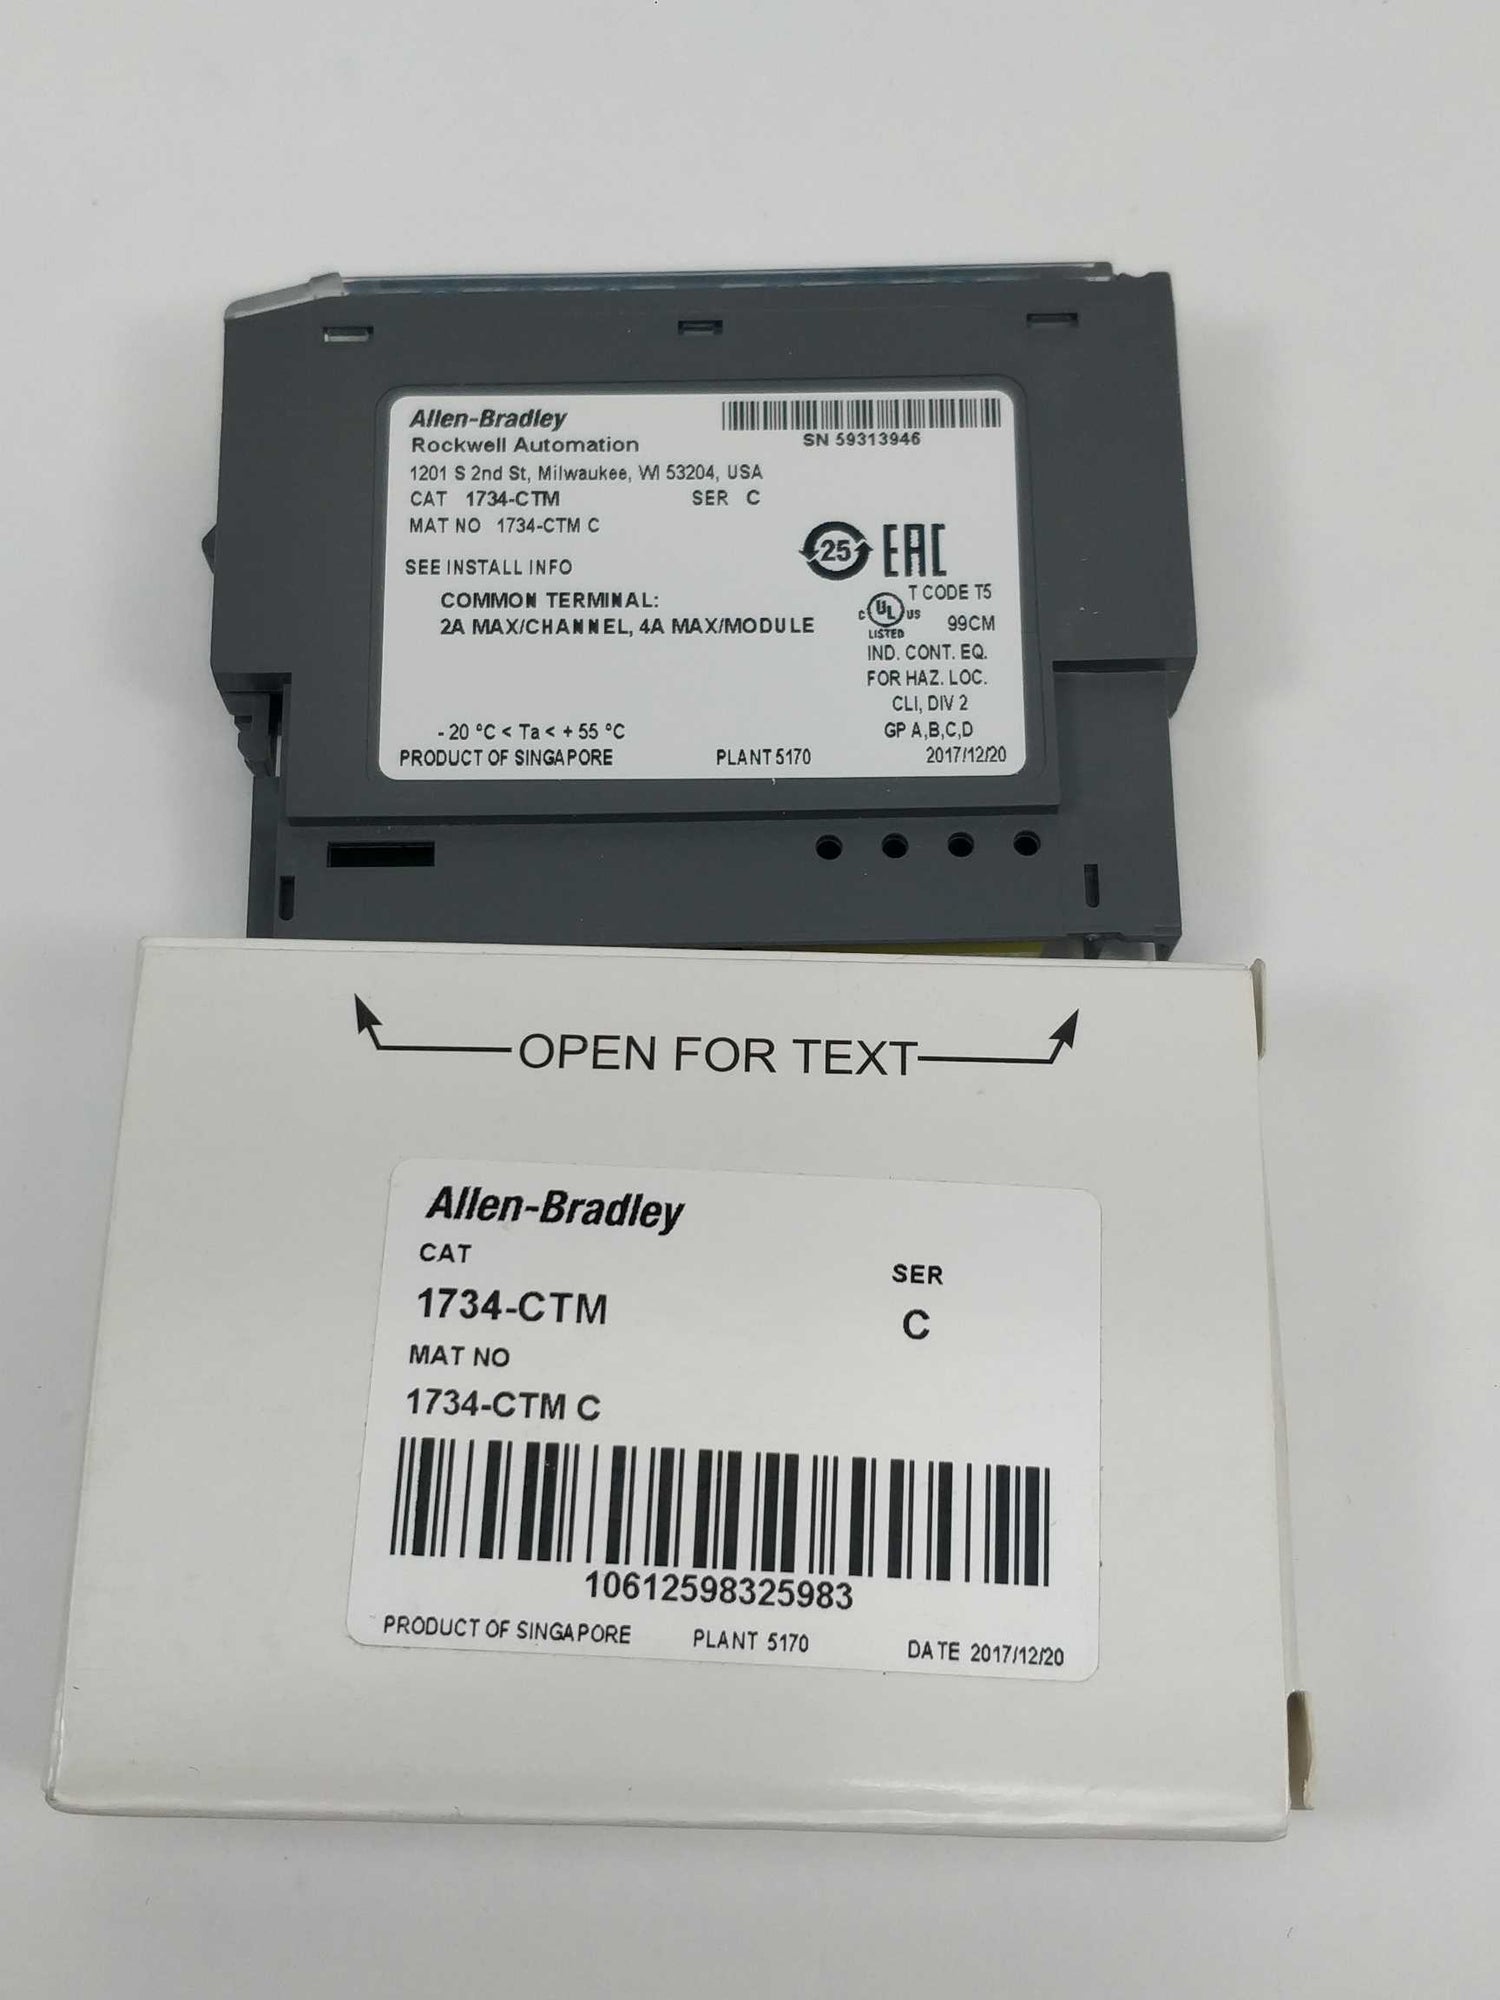 Allen-Bradley
Rockwell Automation
SN 59313946
1201 S 2nd St, Milwaukee, WI 53204, USA
CAT 1734-CTM SER C
MAT NO 1734-CTM C
25 EAC
SEE INSTALL INFO
COMMON TERMINAL:
2A MAX/CHANNEL, 4A MAX/MODULE
T CODE T5
C UL US
LISTED
99CM
IND. CONT. EQ.
FOR HAZ. LOC.
CLI, DIV 2
GP A,B,C,D
- 20 °C < Ta < + 55 °C
PRODUCT OF SINGAPORE PLANT 5170 2017/12/20
OPEN FOR TEXT
Allen-Bradley
CAT SER
1734-CTM C
MAT NO
1734-CTM C
10612598325983
PRODUCT OF SINGAPORE PLANT 5170 DATE 2017/12/20